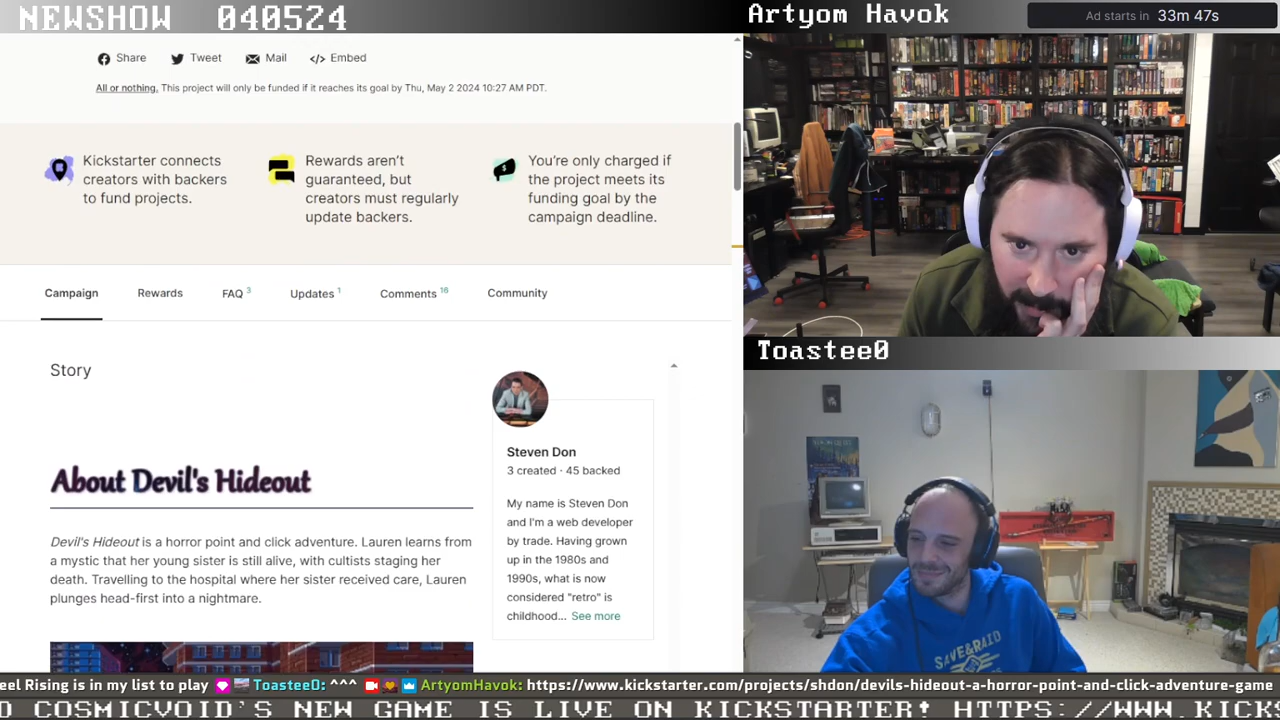 NEWSHOW 040524
Artyom Havok
Ad starts in 33m 47s
Share Tweet Mail </> Embed
All or nothing. This project will only be funded if it reaches its goal by Thu, May 2 2024 10:27 AM PDT.
Kickstarter connects
creators with backers
to fund projects.
Rewards aren't
guaranteed, but
creators must regularly
update backers.
You're only charged if
the project meets its
funding goal by the
campaign deadline.
Campaign Rewards FAQ 3 Updates 1 Comments 16 Community
Toastee0
Story
About Devil's Hideout
Devil's Hideout is a horror point and click adventure. Lauren learns from
a mystic that her young sister is still alive, with cultists staging her
death. Travelling to the hospital where her sister received care, Lauren
plunges head-first into a nightmare.
Steven Don
3 created · 45 backed
My name is Steven Don
and I'm a web developer
by trade. Having grown
up in the 1980s and
1990s, what is now
considered "retro" is
childhood... See more
SAVE&RAID
eel Rising is in my list to play Toastee0: ^^^ ArtyomHavok: https://www.kickstarter.com/projects/shdon/devils-hideout-a-horror-point-and-click-adventure-game
D COSMICVOID'S NEW GAME IS LIVE ON KICKSTARTER! HTTPS://WWW.KICKS